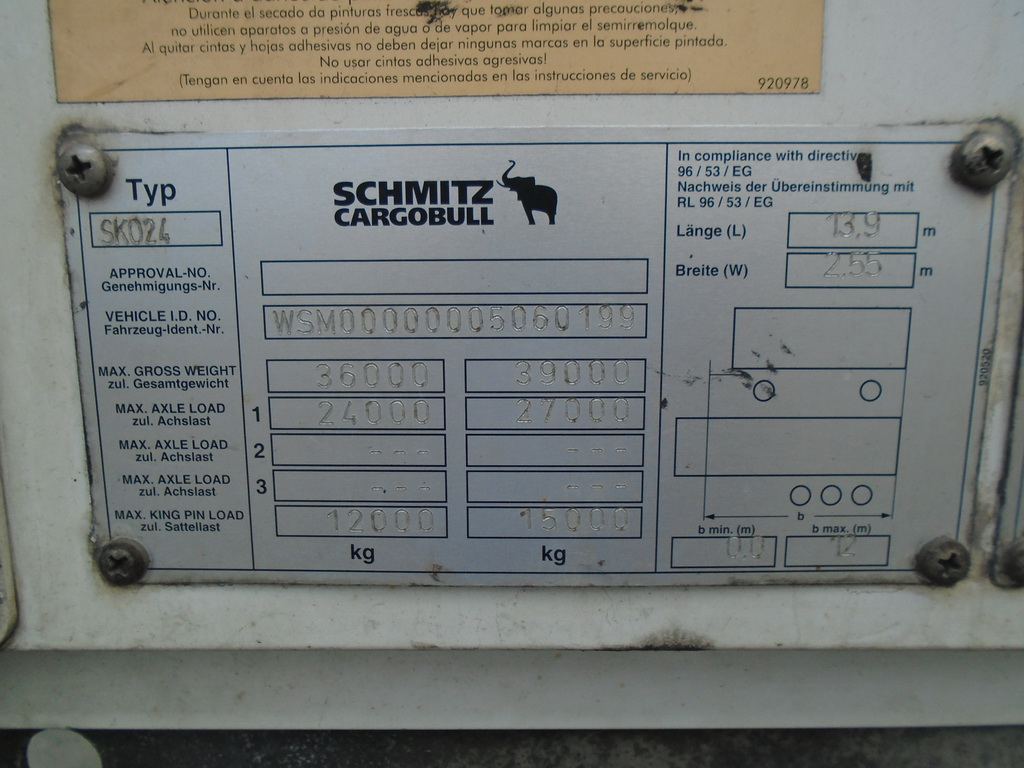 Durante el secado da pinturas frescas hay que tomar algunas precauciones,
no utilicen aparatos a presión de agua o de vapor para limpiar el semirremolque.
Al quitar cintas y hojas adhesivas no deben dejar ningunas marcas en la superficie pintada.
No usar cintas adhesivas agresivas!
(Tengan en cuenta las indicaciones mencionadas en las instrucciones de servicio)
920978
Typ
SKO24
SCHMITZ
CARGOBULL
In compliance with directive
96 / 53 / EG
Nachweis der Übereinstimmung mit
RL 96 / 53 / EG
Länge (L) 13,9 m
Breite (W) 2.55 m
APPROVAL-NO.
Genehmigungs-Nr.
VEHICLE I.D. NO.
Fahrzeug-Ident.-Nr.
WSM00000005060199
MAX. GROSS WEIGHT
zul. Gesamtgewicht
36000 39000
MAX. AXLE LOAD
zul. Achslast
1 24000 27000
MAX. AXLE LOAD
zul. Achslast
2 --- ---
MAX. AXLE LOAD
zul. Achslast
3 --- ---
MAX. KING PIN LOAD
zul. Sattellast
12000 15000
kg kg
920520
b
b min. (m) b max. (m)
0.0 12